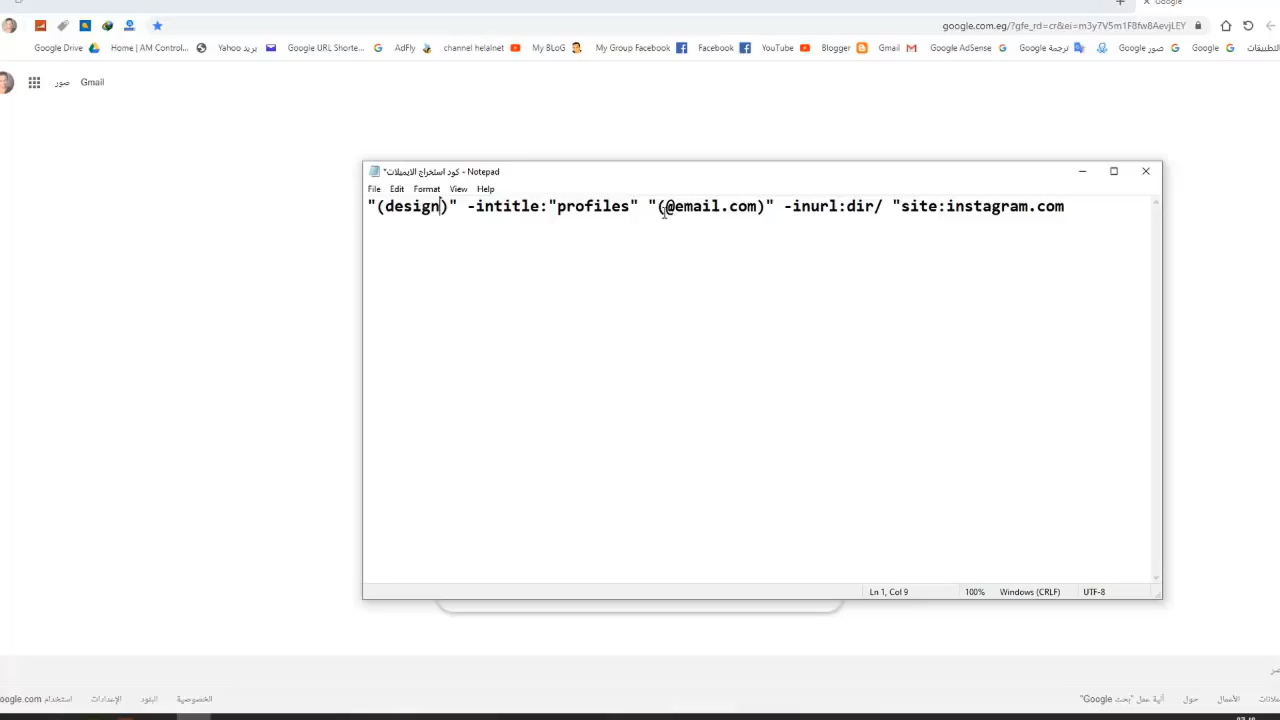 Google
google.com.eg/?gfe_rd=cr&ei=m3y7V5m1F8fw8AevjLEY
Google Drive Home | AM Control... بريد Yahoo Google URL Shorte... AdFly channel helalnet My BLoG My Group Facebook Facebook YouTube Blogger Gmail Google AdSense ترجمة Google صور Google Google التطبيقات
صور Gmail
*كود استخراج الايميلات - Notepad
File Edit Format View Help
"(design)" -intitle:"profiles" "(@email.com)" -inurl:dir/ "site:instagram.com
Ln 1, Col 9 100% Windows (CRLF) UTF-8
الأعمال حول آلية عمل "بحث Google" الخصوصية البنود الإعدادات استخدام